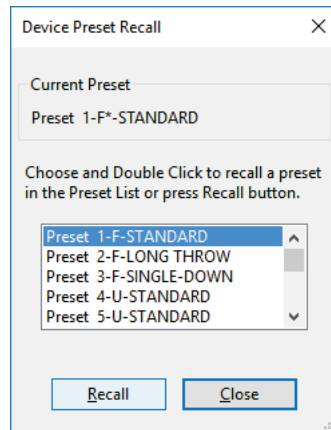 Device Preset Recall
Current Preset
Preset 1-F*-STANDARD
Choose and Double Click to recall a preset
in the Preset List or press Recall button.
Preset 1-F-STANDARD
Preset 2-F-LONG THROW
Preset 3-F-SINGLE-DOWN
Preset 4-U-STANDARD
Preset 5-U-STANDARD
Recall Close